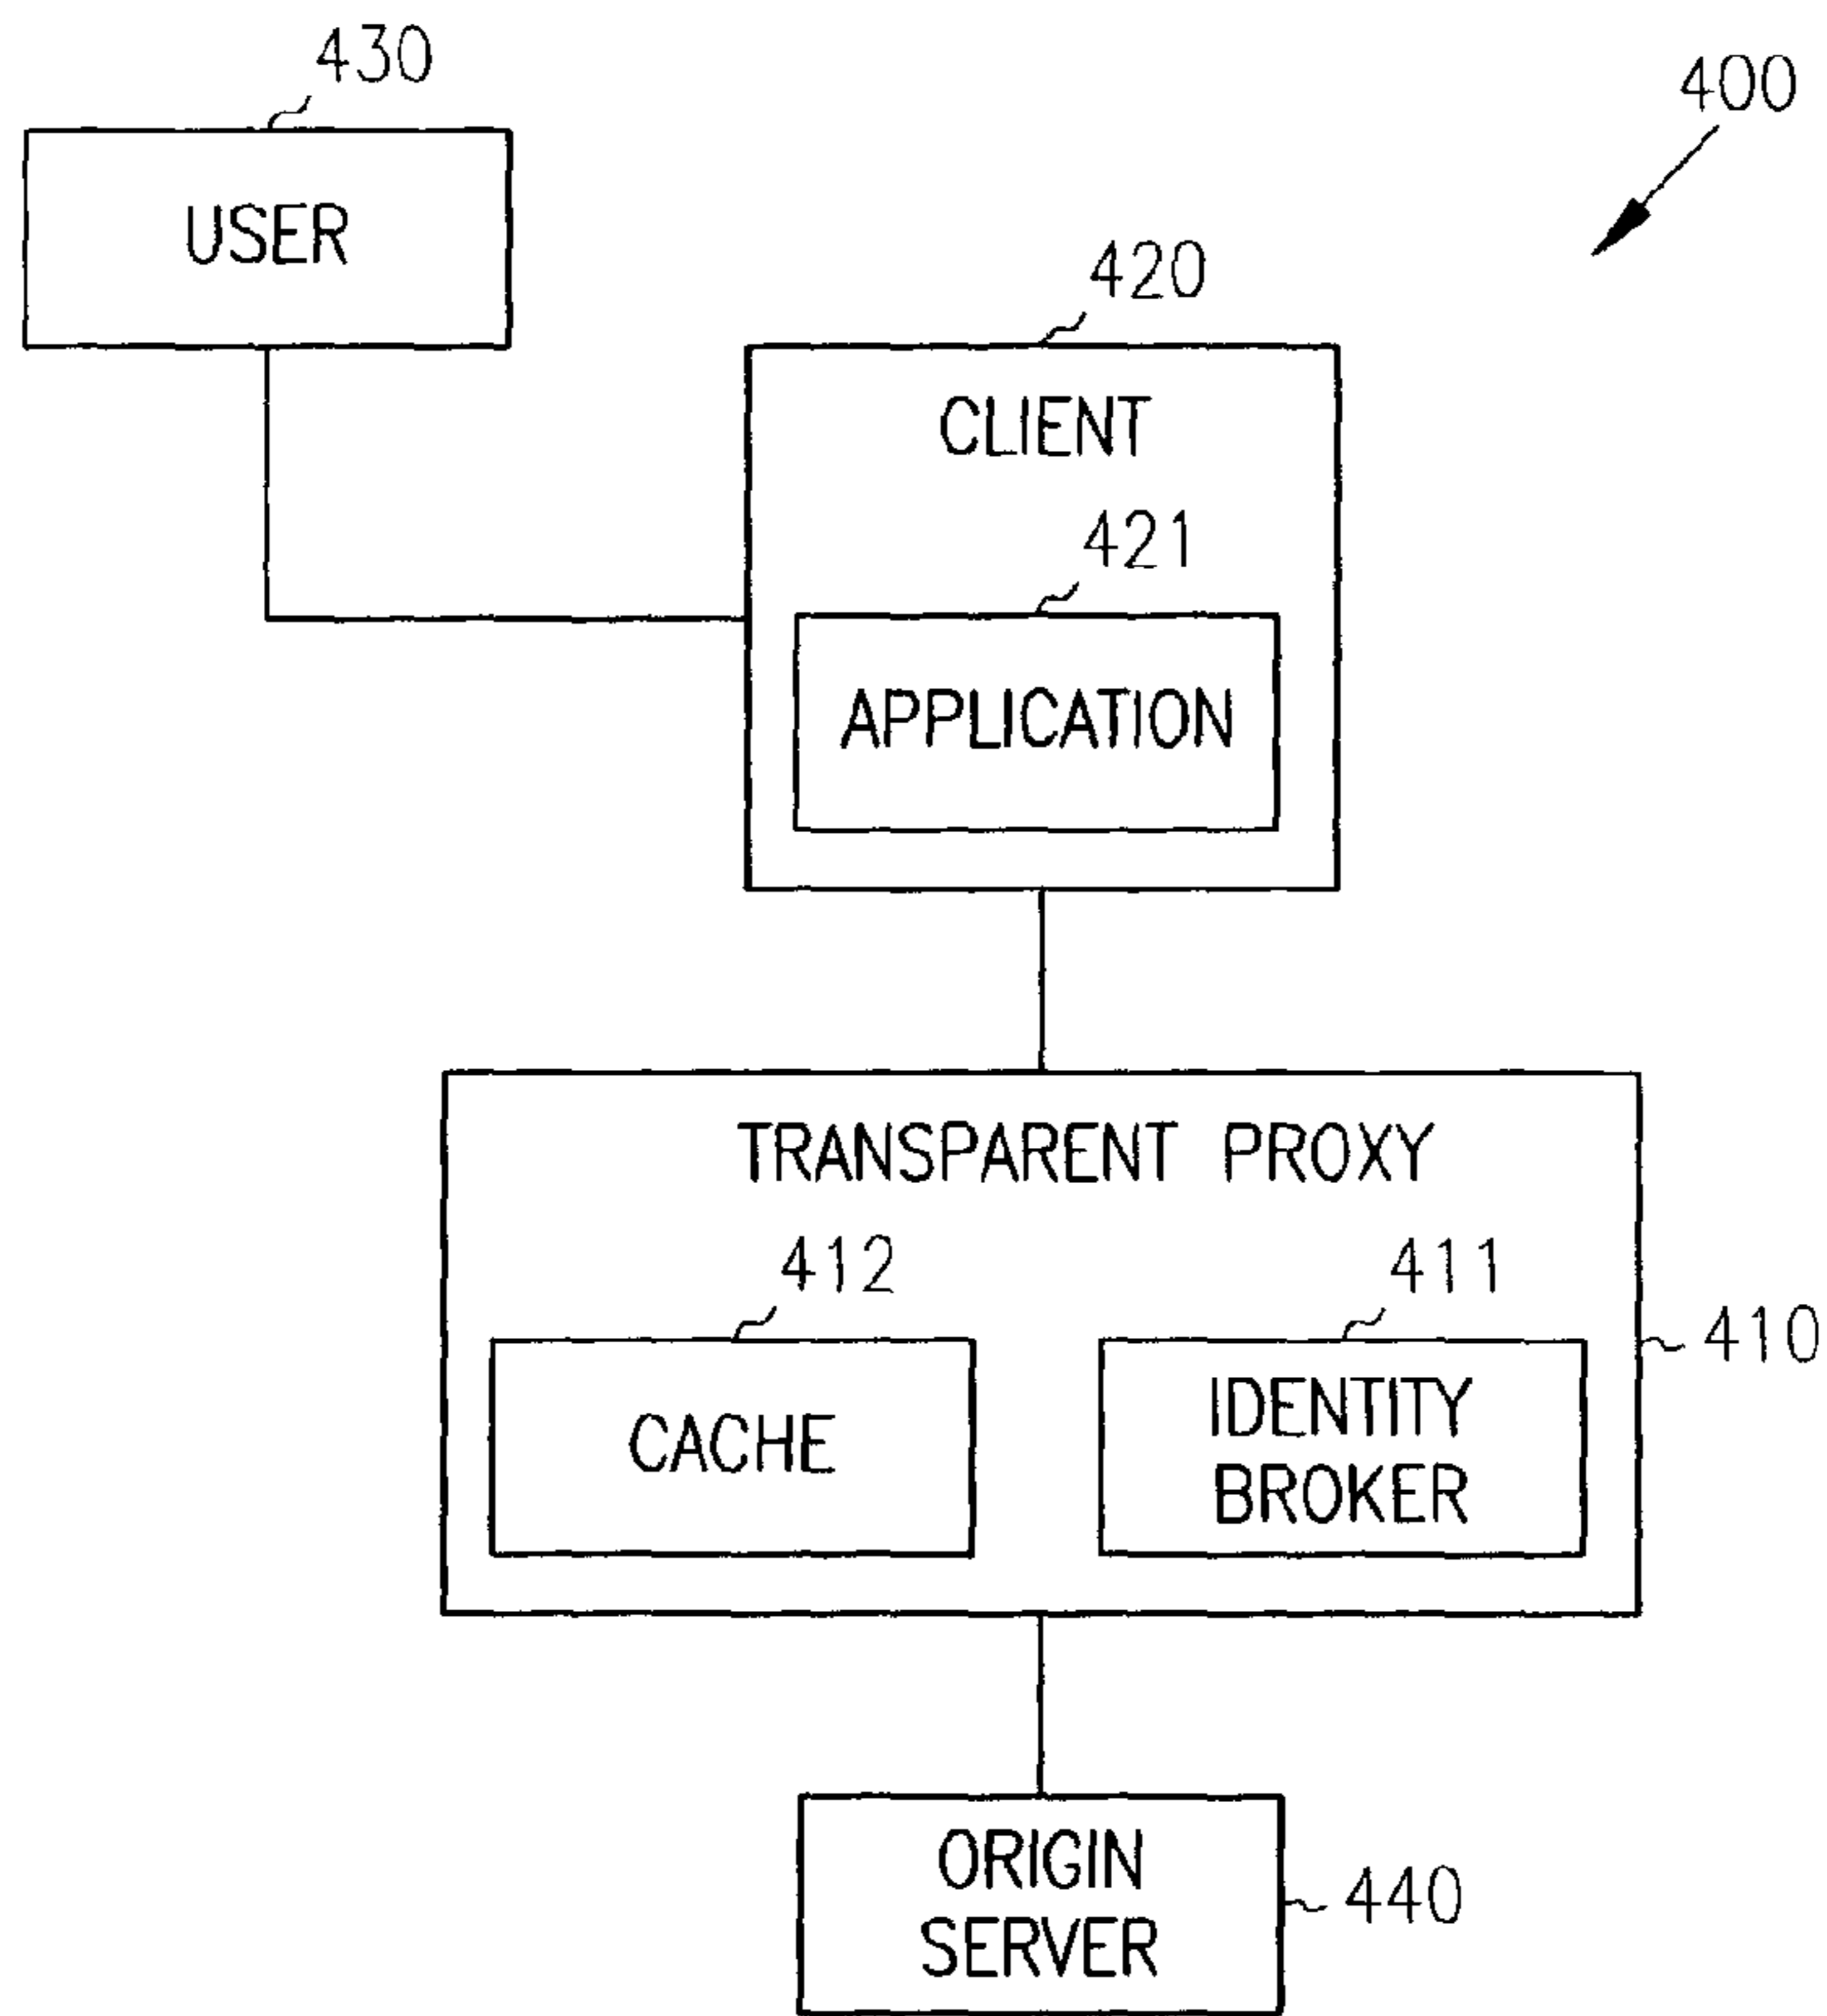 430
400
USER
420
CLIENT
421
APPLICATION
TRANSPARENT PROXY
412
411
410
CACHE
IDENTITY
BROKER
ORIGIN
SERVER
440